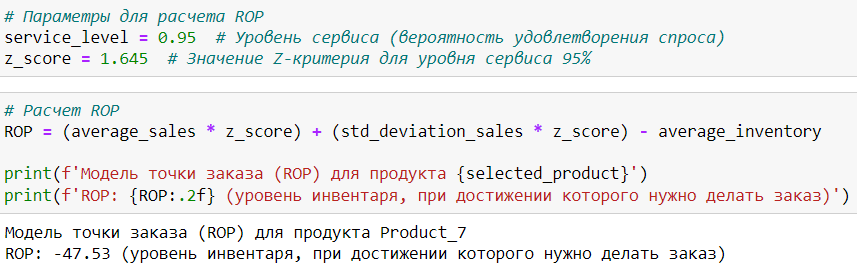 # Параметры для расчета ROP
service_level = 0.95  # Уровень сервиса (вероятность удовлетворения спроса)
z_score = 1.645  # Значение Z-критерия для уровня сервиса 95%
# Расчет ROP
ROP = (average_sales * z_score) + (std_deviation_sales * z_score) - average_inventory
print(f'Модель точки заказа (ROP) для продукта {selected_product}')
print(f'ROP: {ROP:.2f} (уровень инвентаря, при достижении которого нужно делать заказ)')
Модель точки заказа (ROP) для продукта Product_7
ROP: -47.53 (уровень инвентаря, при достижении которого нужно делать заказ)